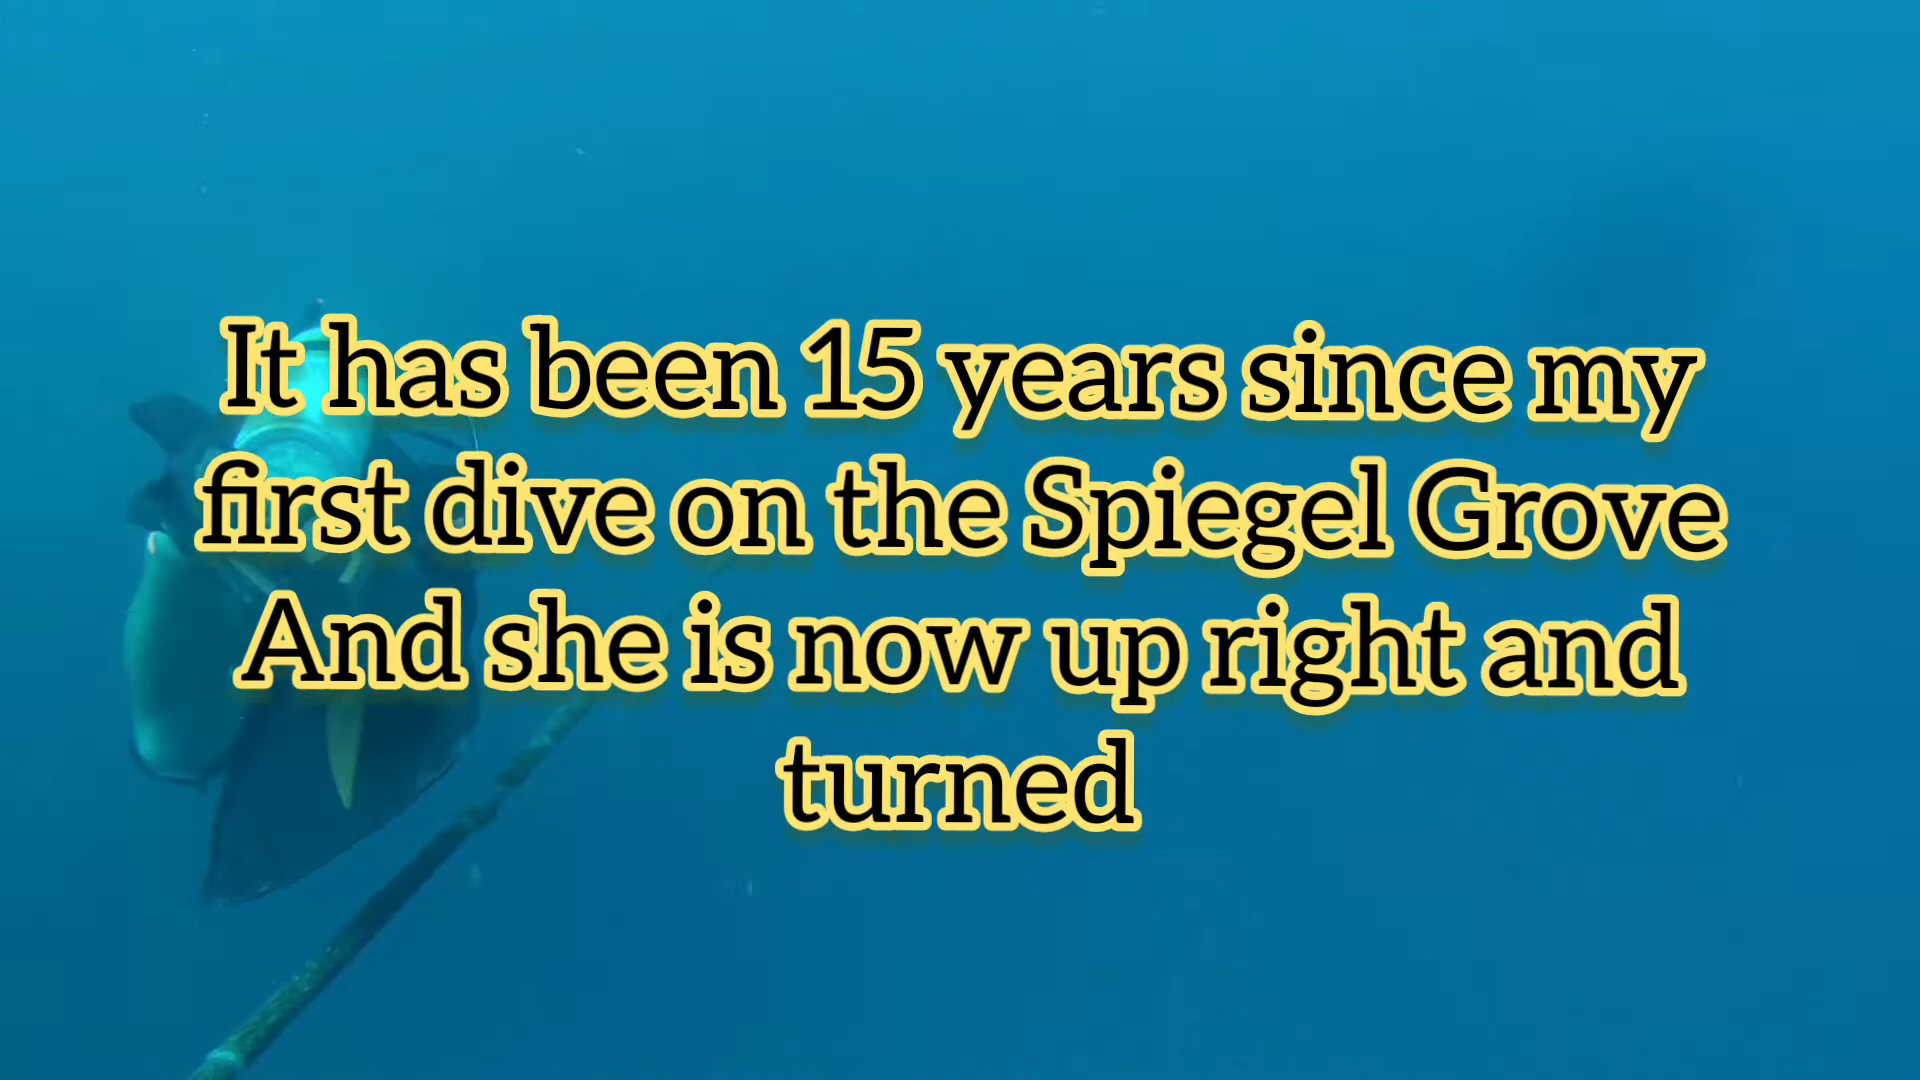 It has been 15 years since my
first dive on the Spiegel Grove
And she is now up right and
turned